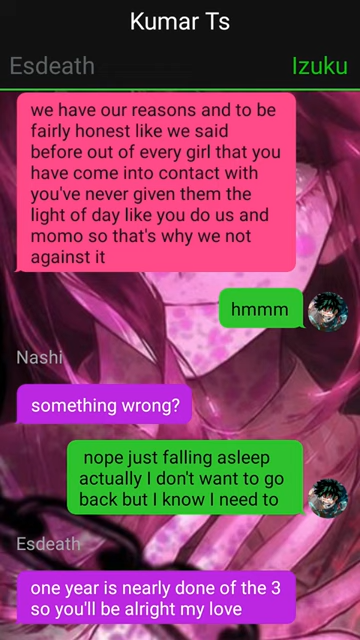 Kumar Ts
Esdeath Izuku
we have our reasons and to be
fairly honest like we said
before out of every girl that you
have come into contact with
you've never given them the
light of day like you do us and
momo so that's why we not
against it
hmmm
Nashi
something wrong?
nope just falling asleep
actually I don't want to go
back but I know I need to
Esdeath
one year is nearly done of the 3
so you'll be alright my love